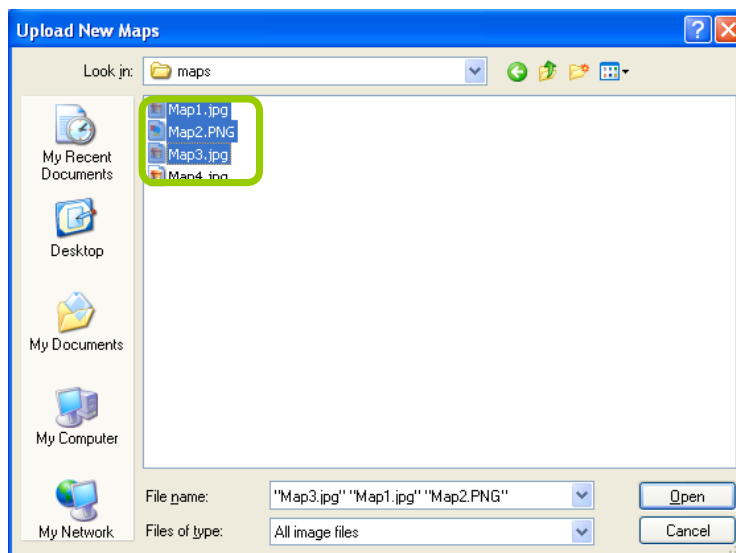 Upload New Maps
Look in:
maps
Map1.jpg
Map2.PNG
Map3.jpg
Map4.jpg
My Recent
Documents
Desktop
My Documents
My Computer
My Network
File name:
"Map3.jpg" "Map1.jpg" "Map2.PNG"
Open
Files of type:
All image files
Cancel